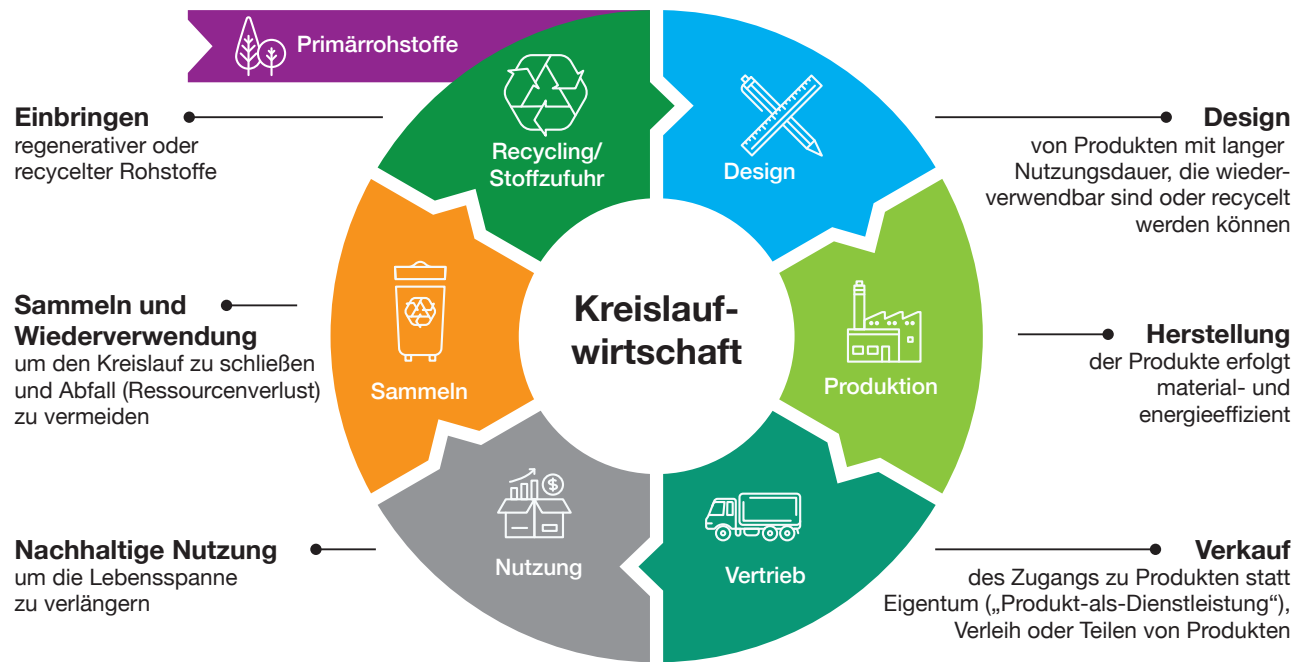 Primärrohstoffe
Einbringen
regenerativer oder
recycelter Rohstoffe
Recycling/
Stoffzufuhr
Design
Design
von Produkten mit langer
Nutzungsdauer, die wieder-
verwendbar sind oder recycelt
werden können
Sammeln und
Wiederverwendung
um den Kreislauf zu schließen
und Abfall (Ressourcenverlust)
zu vermeiden
Sammeln
Kreislauf-
wirtschaft
Produktion
Herstellung
der Produkte erfolgt
material- und
energieeffizient
Nachhaltige Nutzung
um die Lebensspanne
zu verlängern
$
Nutzung
Vertrieb
Verkauf
des Zugangs zu Produkten statt
Eigentum („Produkt-als-Dienstleistung“),
Verleih oder Teilen von Produkten